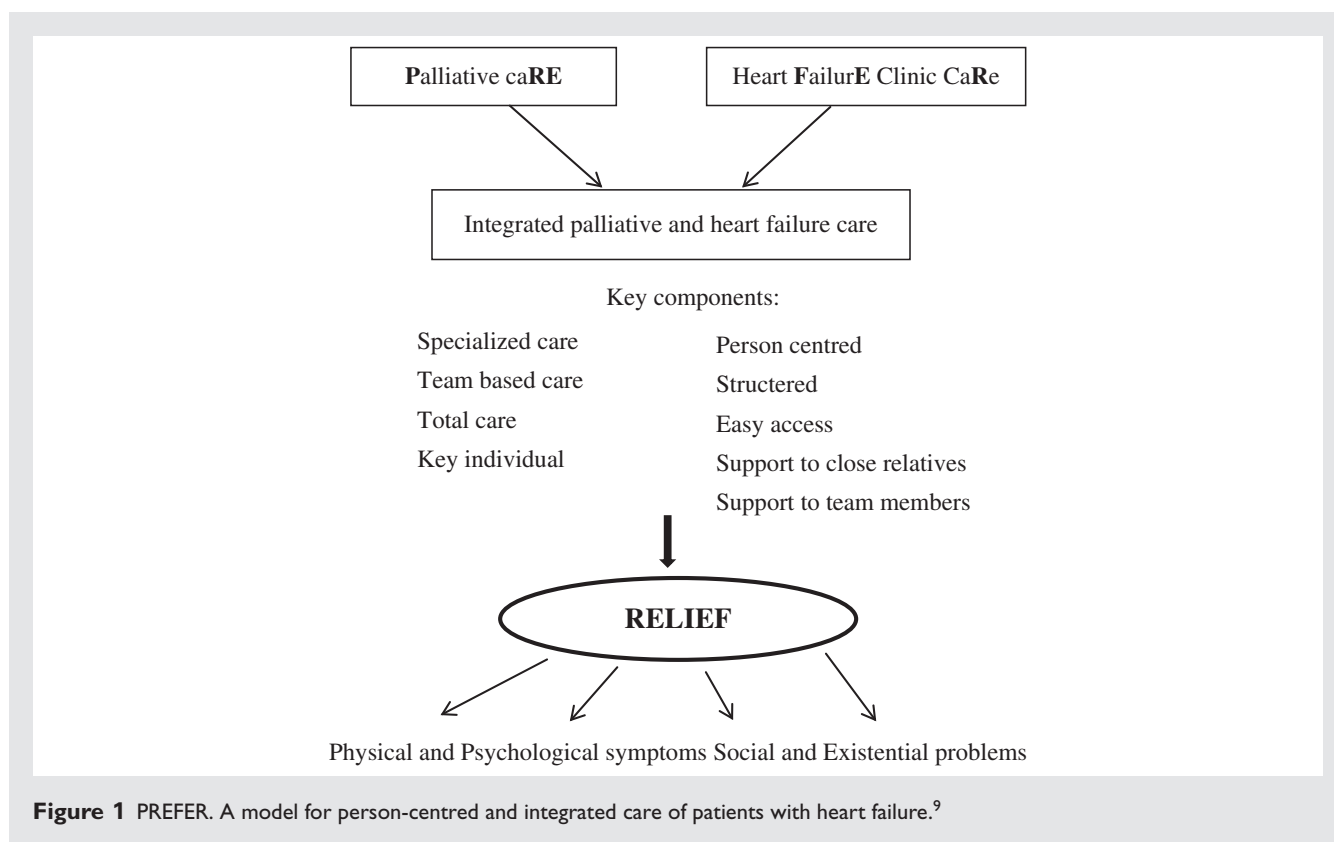 Palliative caRE
Heart FailurE Clinic CaRe
Integrated palliative and heart failure care
Key components:
Specialized care
Team based care
Total care
Key individual
Person centred
Structered
Easy access
Support to close relatives
Support to team members
RELIEF
Physical and Psychological symptoms Social and Existential problems
Figure 1 PREFER. A model for person-centred and integrated care of patients with heart failure.9